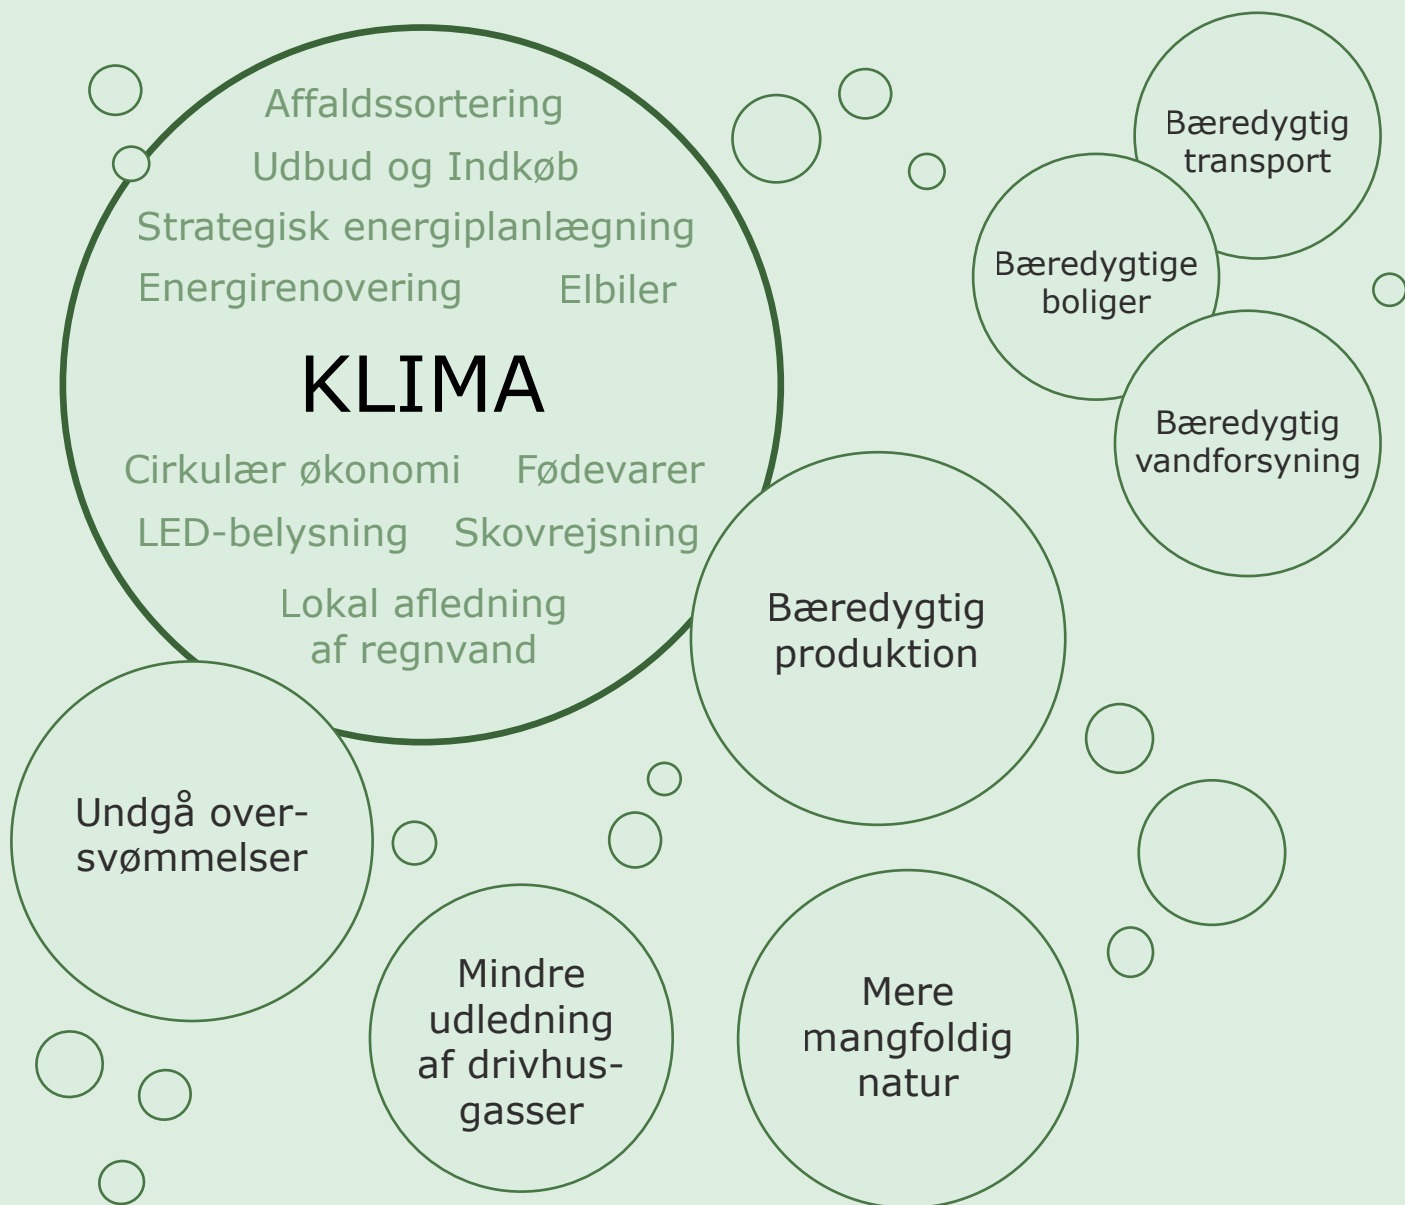 Affaldssortering
Udbud og Indkøb
Strategisk energiplanlægning
Energirenovering Elbiler
KLIMA
Cirkulær økonomi Fødevarer
LED-belysning Skovrejsning
Lokal afledning
af regnvand
Bæredygtig
transport
Bæredygtige
boliger
Bæredygtig
vandforsyning
Bæredygtig
produktion
Undgå over-
svømmelser
Mindre
udledning
af drivhus-
gasser
Mere
mangfoldig
natur